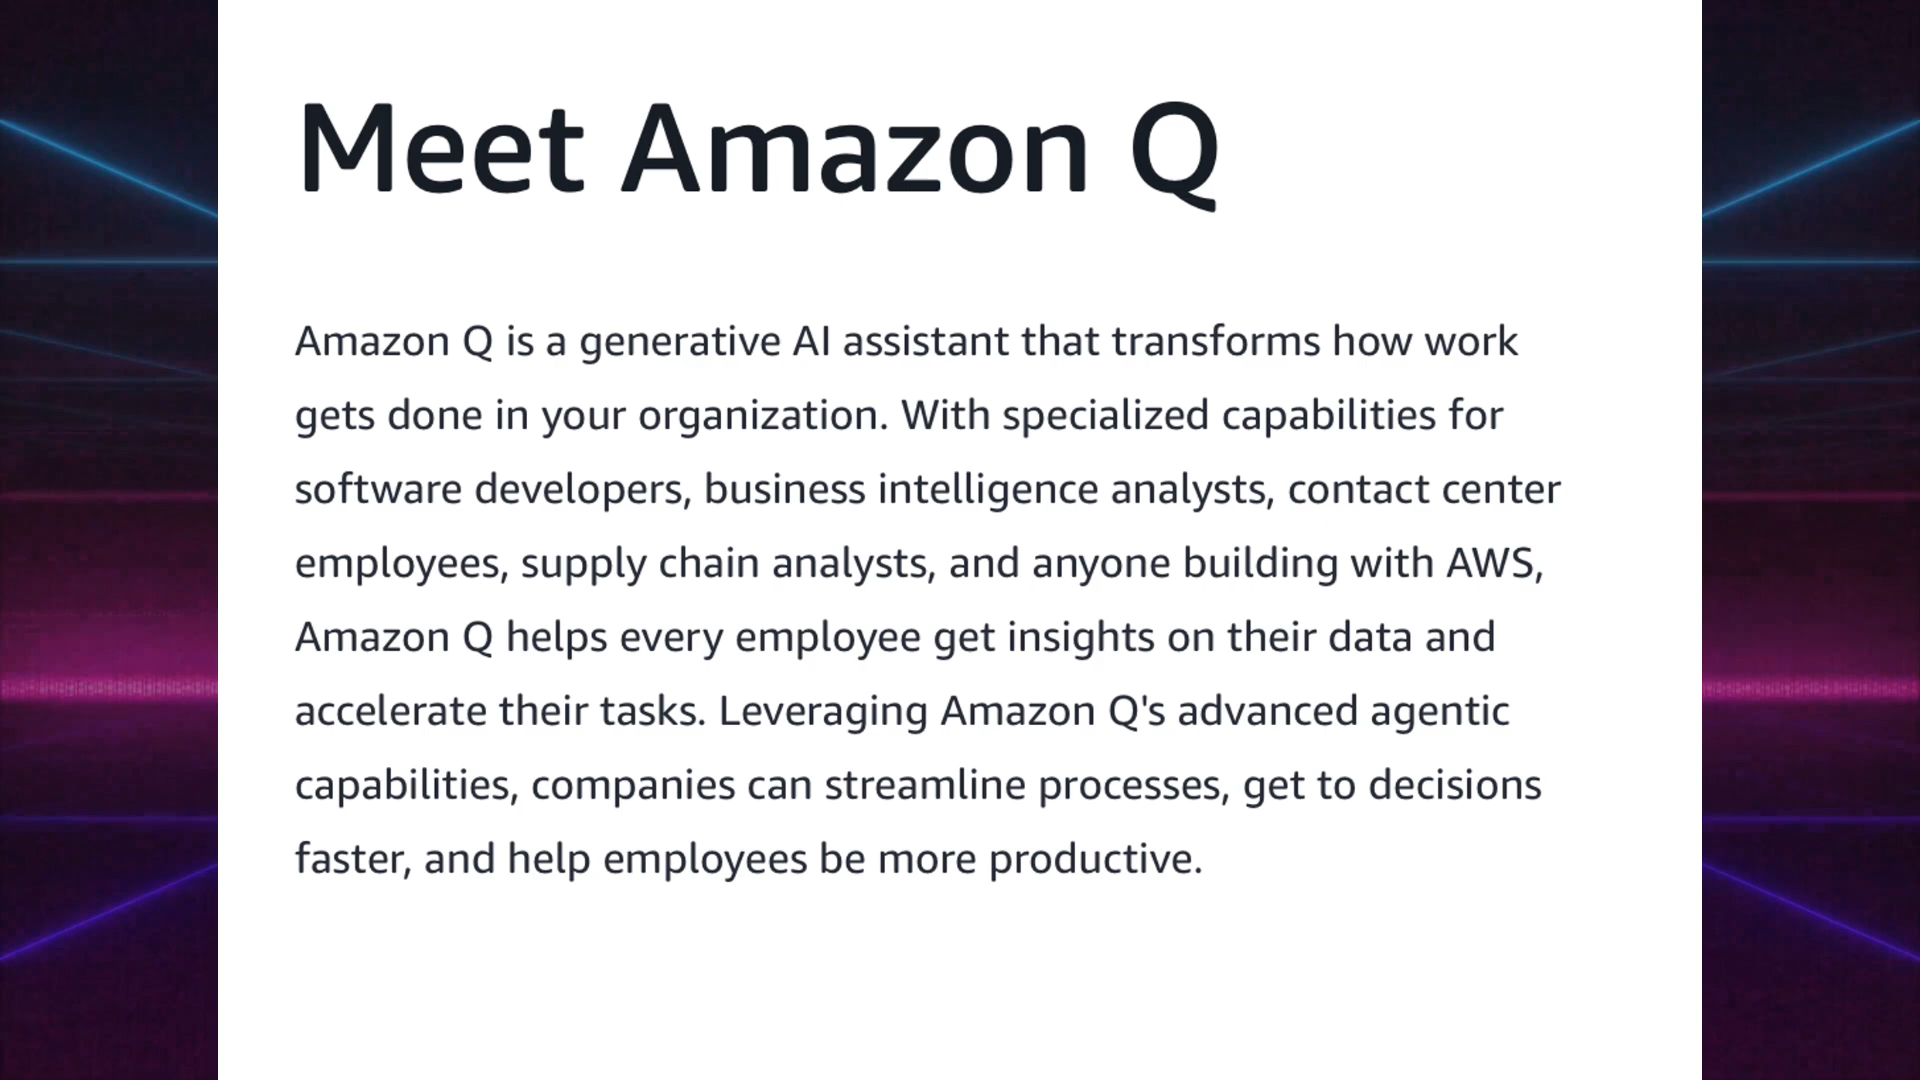 Meet Amazon Q
Amazon Q is a generative AI assistant that transforms how work
gets done in your organization. With specialized capabilities for
software developers, business intelligence analysts, contact center
employees, supply chain analysts, and anyone building with AWS,
Amazon Q helps every employee get insights on their data and
accelerate their tasks. Leveraging Amazon Q's advanced agentic
capabilities, companies can streamline processes, get to decisions
faster, and help employees be more productive.